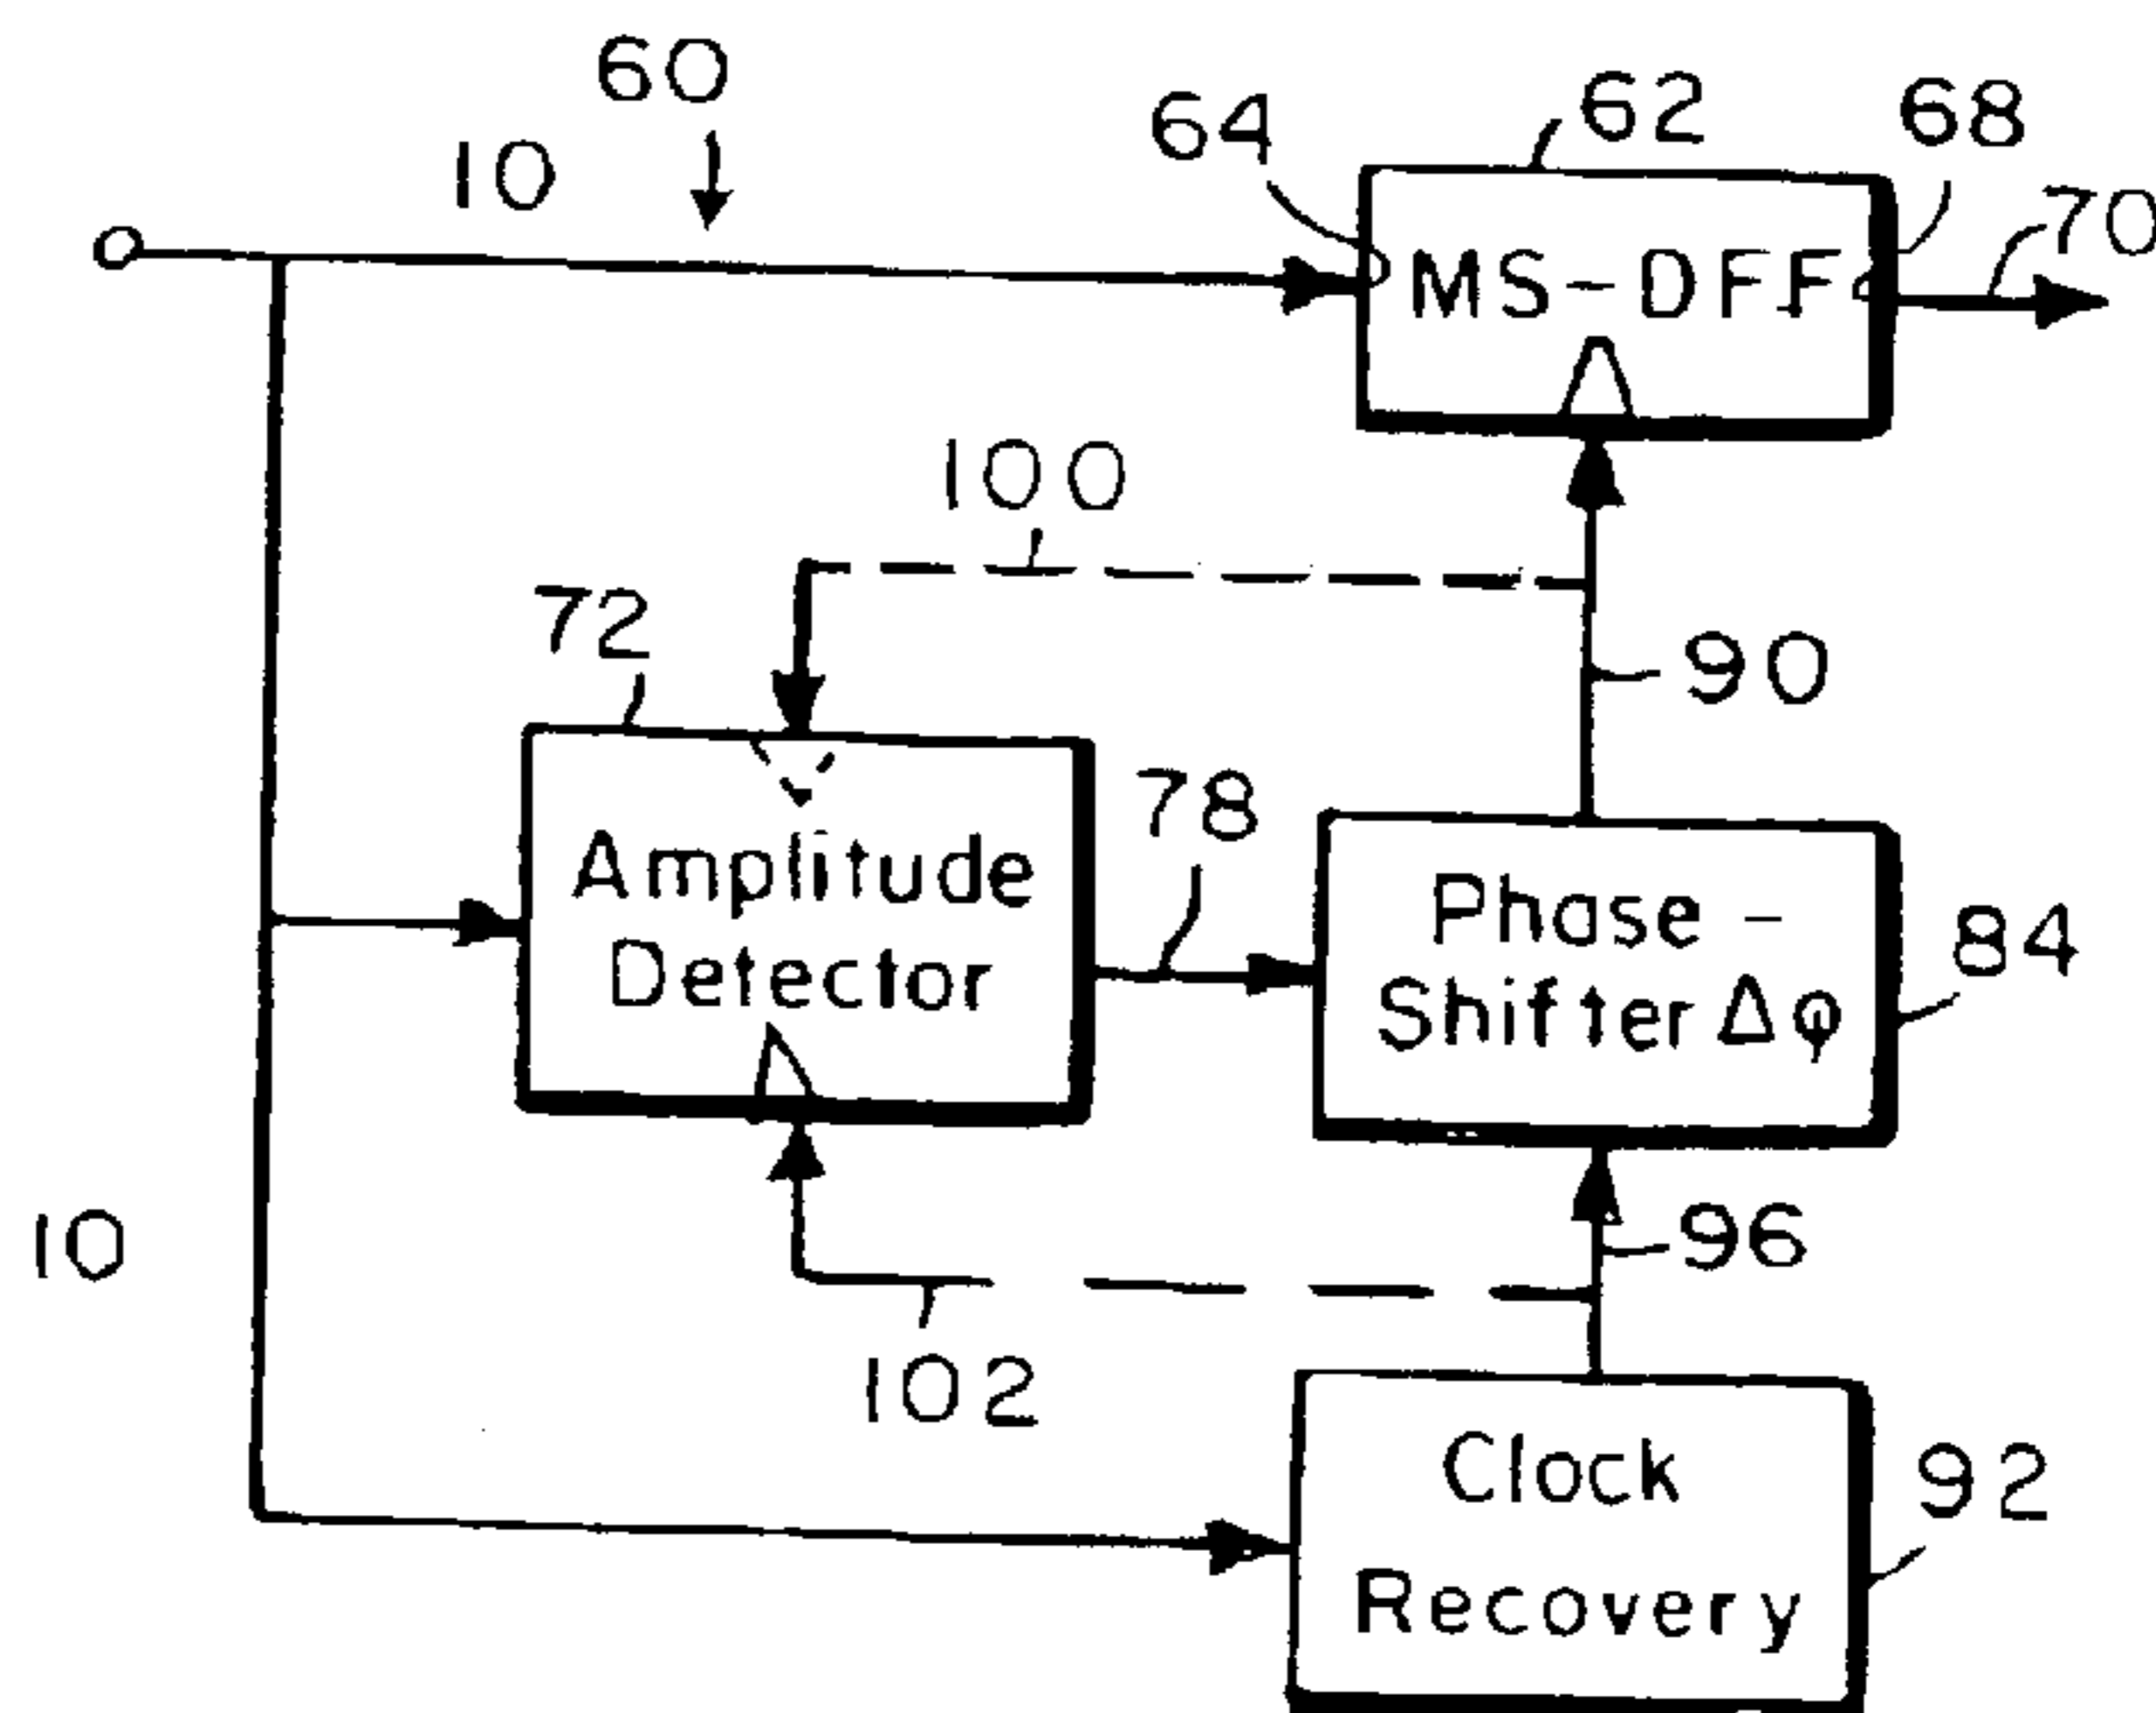 60
10
64
62
68
70
MS-DFF
100
72
90
78
Amplitude
Detector
Phase-
Shifter Δφ
84
10
96
102
Clock
Recovery
92